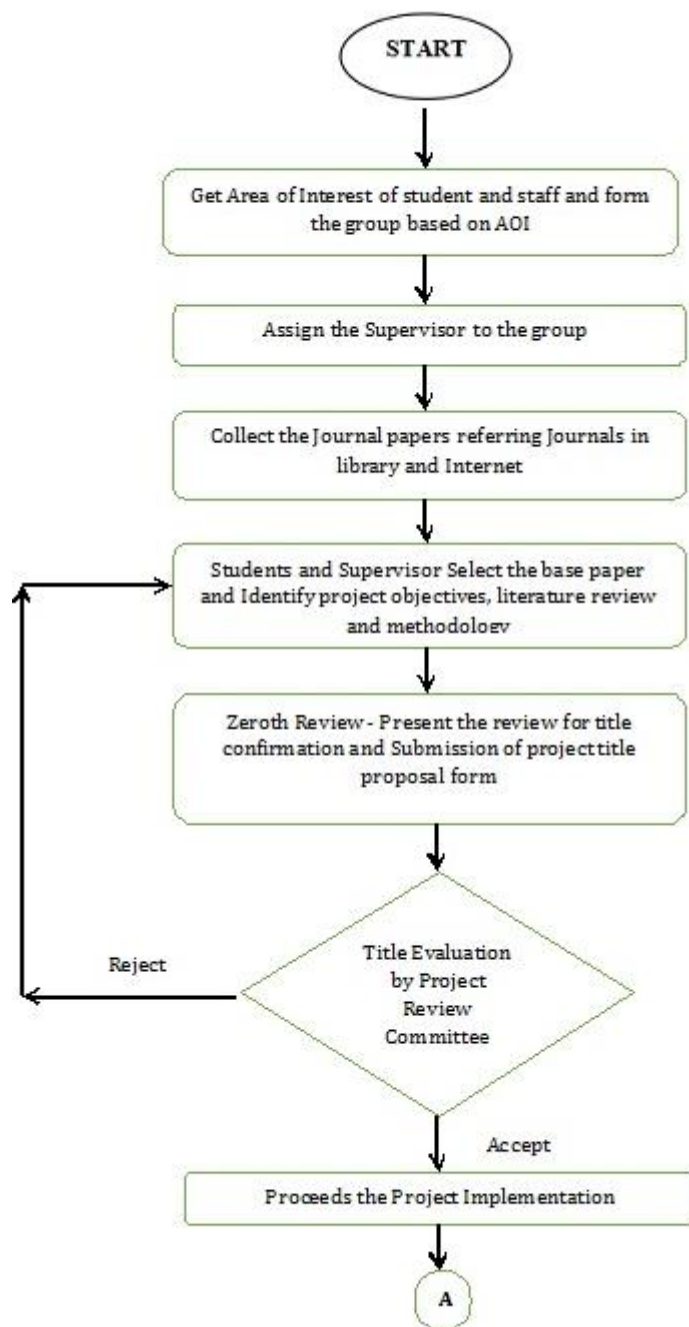 START
Get Area of Interest of student and staff and form
the group based on AOI
Assign the Supervisor to the group
Collect the Journal papers referring Journals in
library and Internet
Students and Supervisor Select the base paper
and Identify project objectives, literature review
and methodology
Zeroth Review - Present the review for title
confirmation and Submission of project title
proposal form
Reject
Title Evaluation
by Project
Review
Committee
Accept
Proceeds the Project Implementation
A